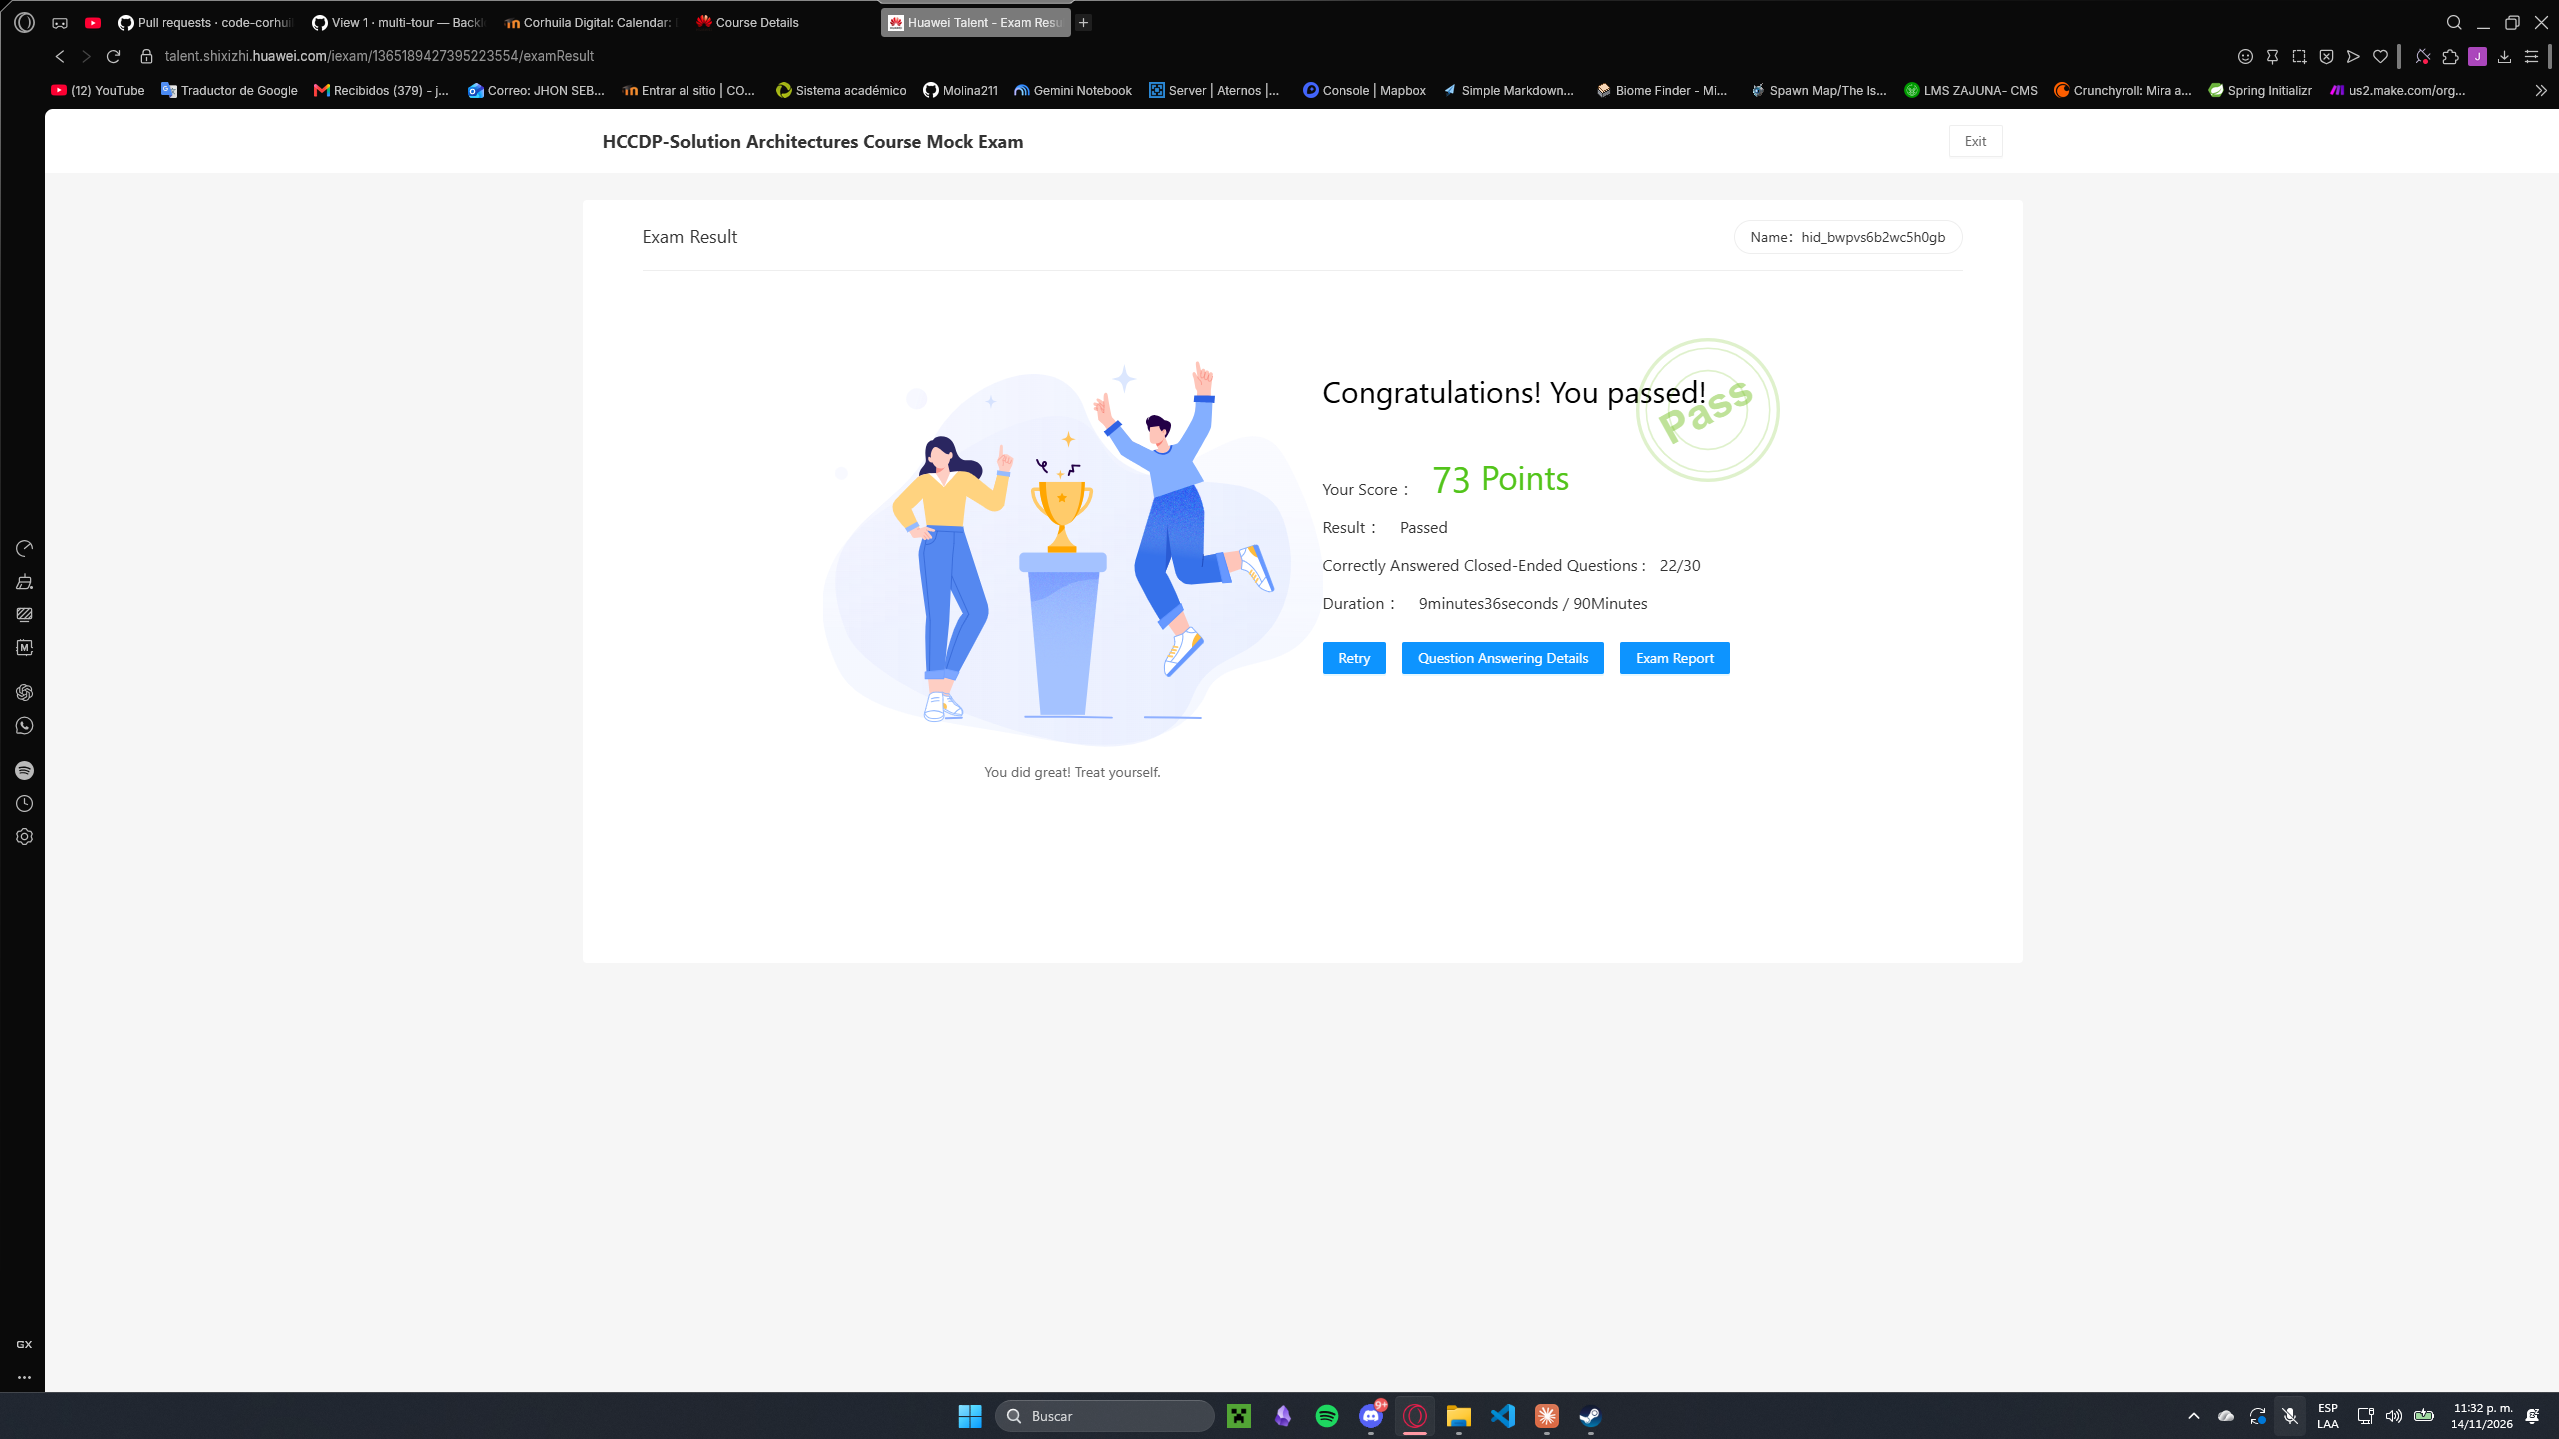 Pull requests · code-corhuil
View 1 · multi-tour — Backl
Corhuila Digital: Calendar:
Course Details
Huawei Talent - Exam Resu
talent.shixizhi.huawei.com/iexam/1365189427395223554/examResult
J
(12) YouTube
Traductor de Google
Recibidos (379) - j...
Correo: JHON SEB...
Entrar al sitio | CO...
Sistema académico
Molina211
Gemini Notebook
Server | Aternos |...
Console | Mapbox
Simple Markdown...
Biome Finder - Mi...
Spawn Map/The Is...
LMS ZAJUNA- CMS
Crunchyroll: Mira a...
Spring Initializr
us2.make.com/org...
HCCDP-Solution Architectures Course Mock Exam
Exit
Exam Result
Name: hid_bwpvs6b2wc5h0gb
Congratulations! You passed!
Pass
Your Score : 73 Points
Result : Passed
Correctly Answered Closed-Ended Questions : 22/30
Duration : 9minutes36seconds / 90Minutes
Retry
Question Answering Details
Exam Report
You did great! Treat yourself.
M
GX
Buscar
9+
ESP
LAA
11:32 p. m.
14/11/2026